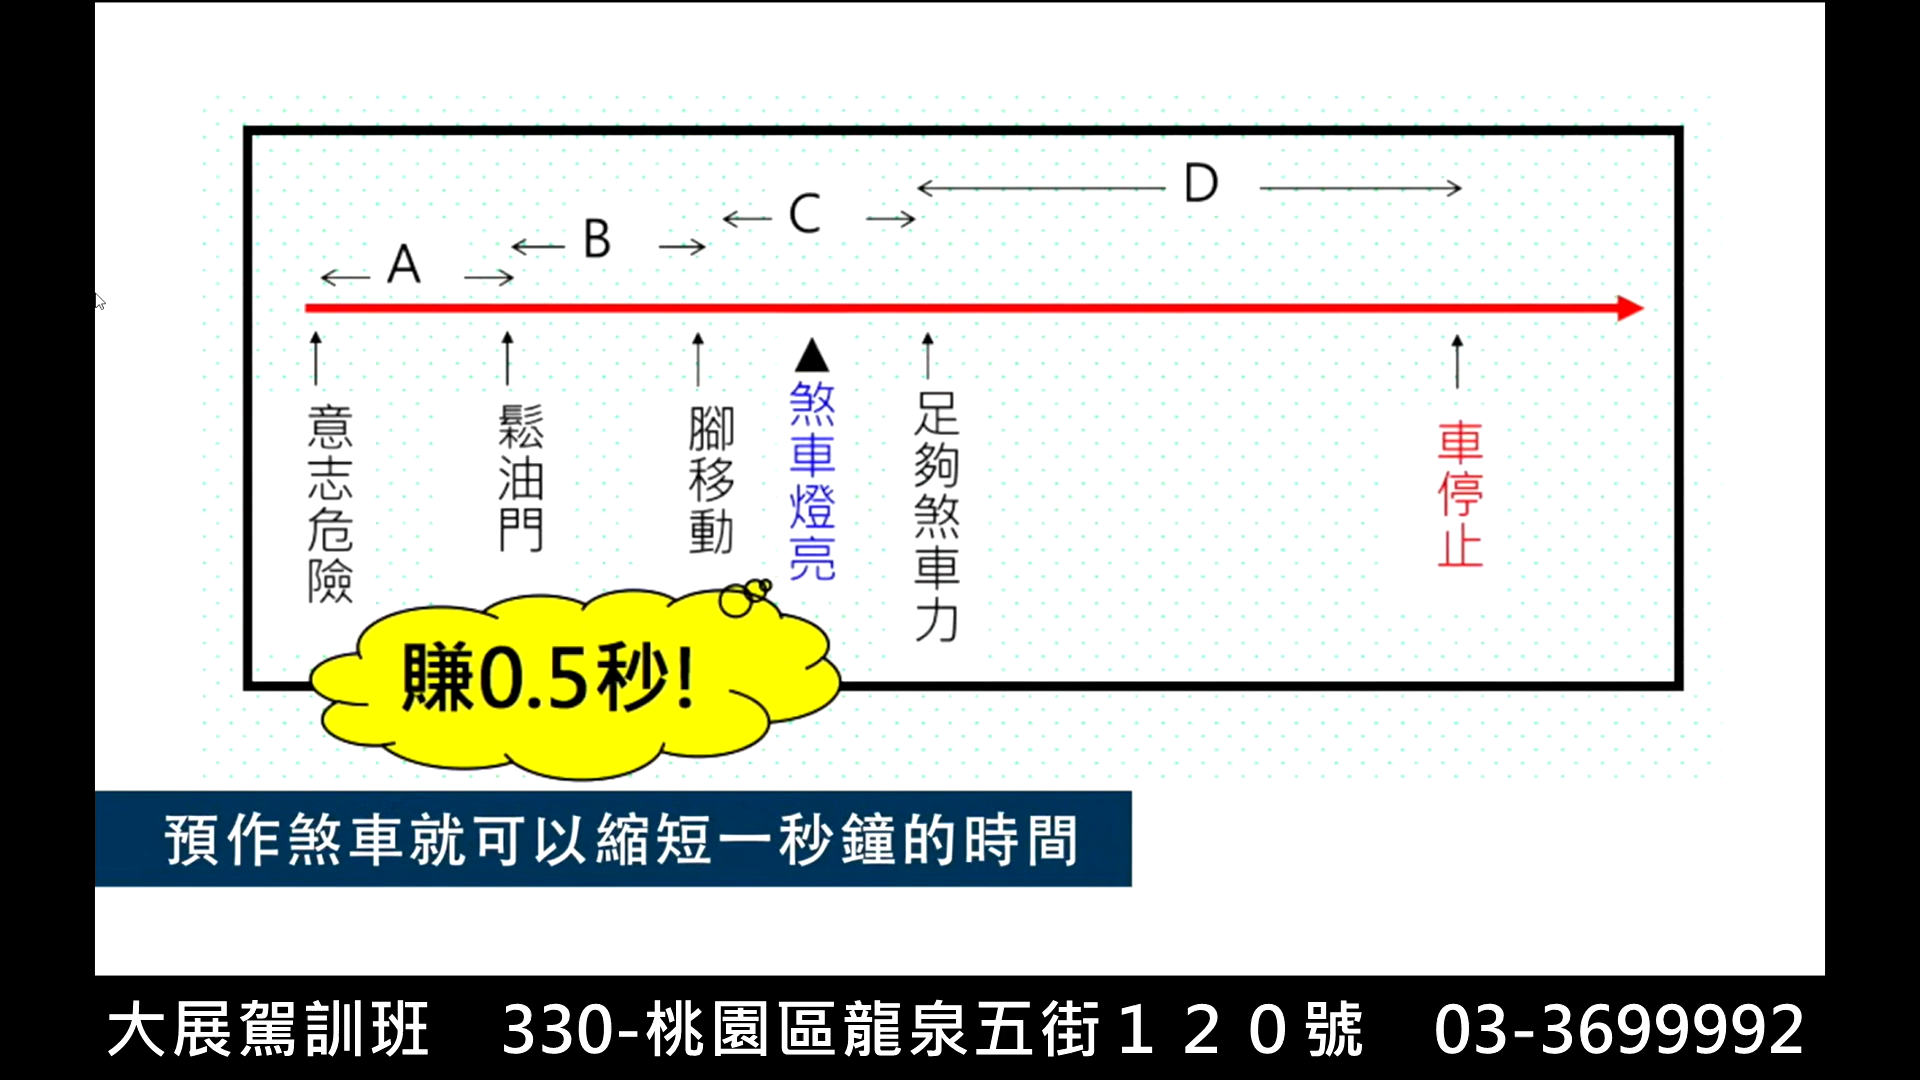 D
C
B
A
意志危險
鬆油門
腳移動
▲
煞車燈亮
足夠煞車力
車停止
賺0.5秒!
預作煞車就可以縮短一秒鐘的時間
大展駕訓班 330-桃園區龍泉五街１２０號 03-3699992